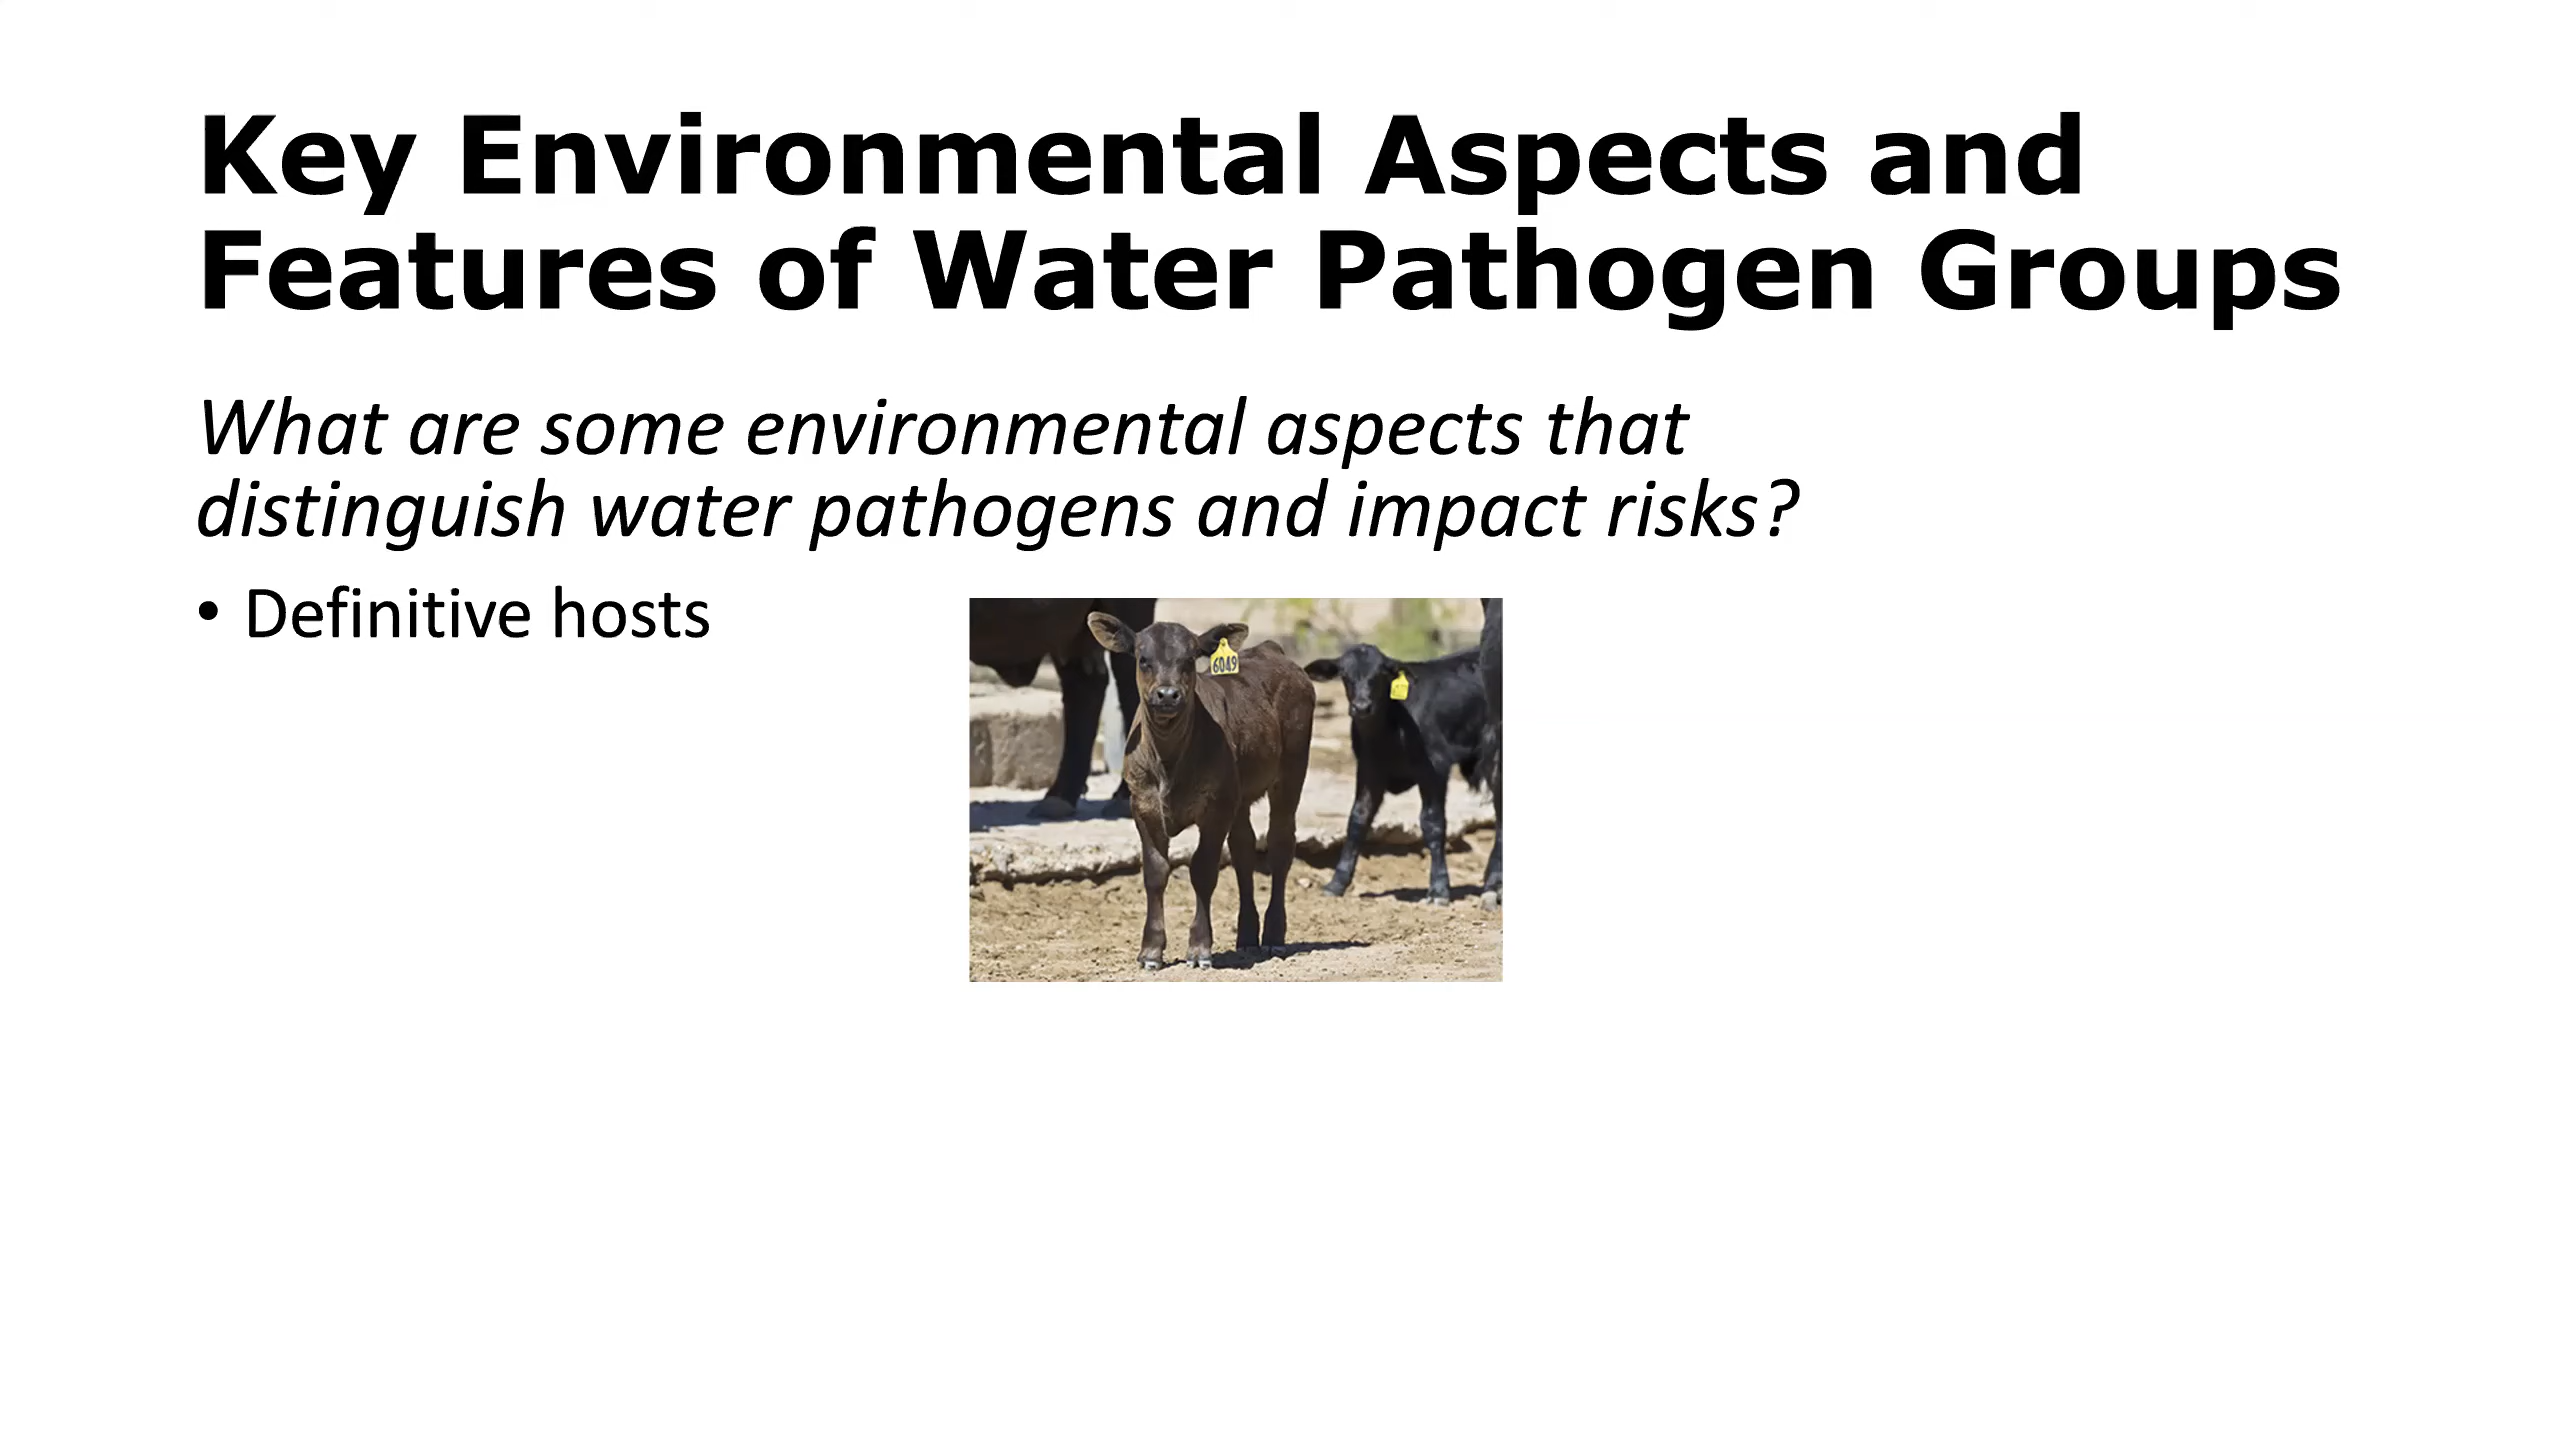 Key Environmental Aspects and
Features of Water Pathogen Groups
What are some environmental aspects that
distinguish water pathogens and impact risks?
• Definitive hosts
6049